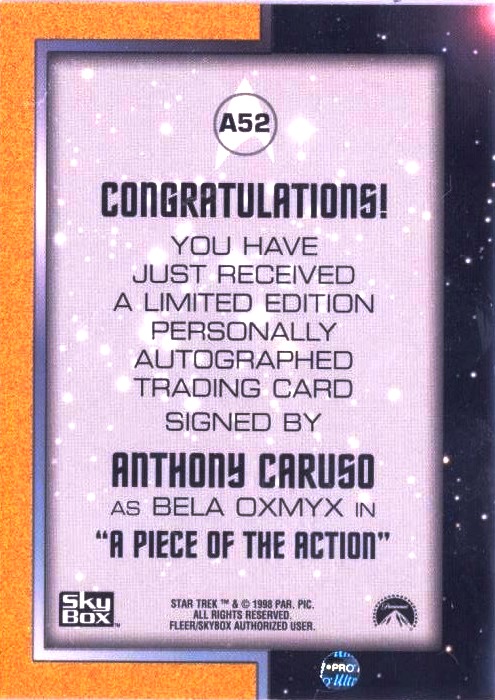 A52
CONGRATULATIONS!
YOU HAVE
JUST RECEIVED
A LIMITED EDITION
PERSONALLY
AUTOGRAPHED
TRADING CARD
SIGNED BY
ANTHONY CARUSO
AS BELA OXMYX IN
“A PIECE OF THE ACTION”
STAR TREK ™ & © 1998 PAR. PIC.
ALL RIGHTS RESERVED.
FLEER/SKYBOX AUTHORIZED USER.
Sky
Box™
Paramount
PRO
Ultr